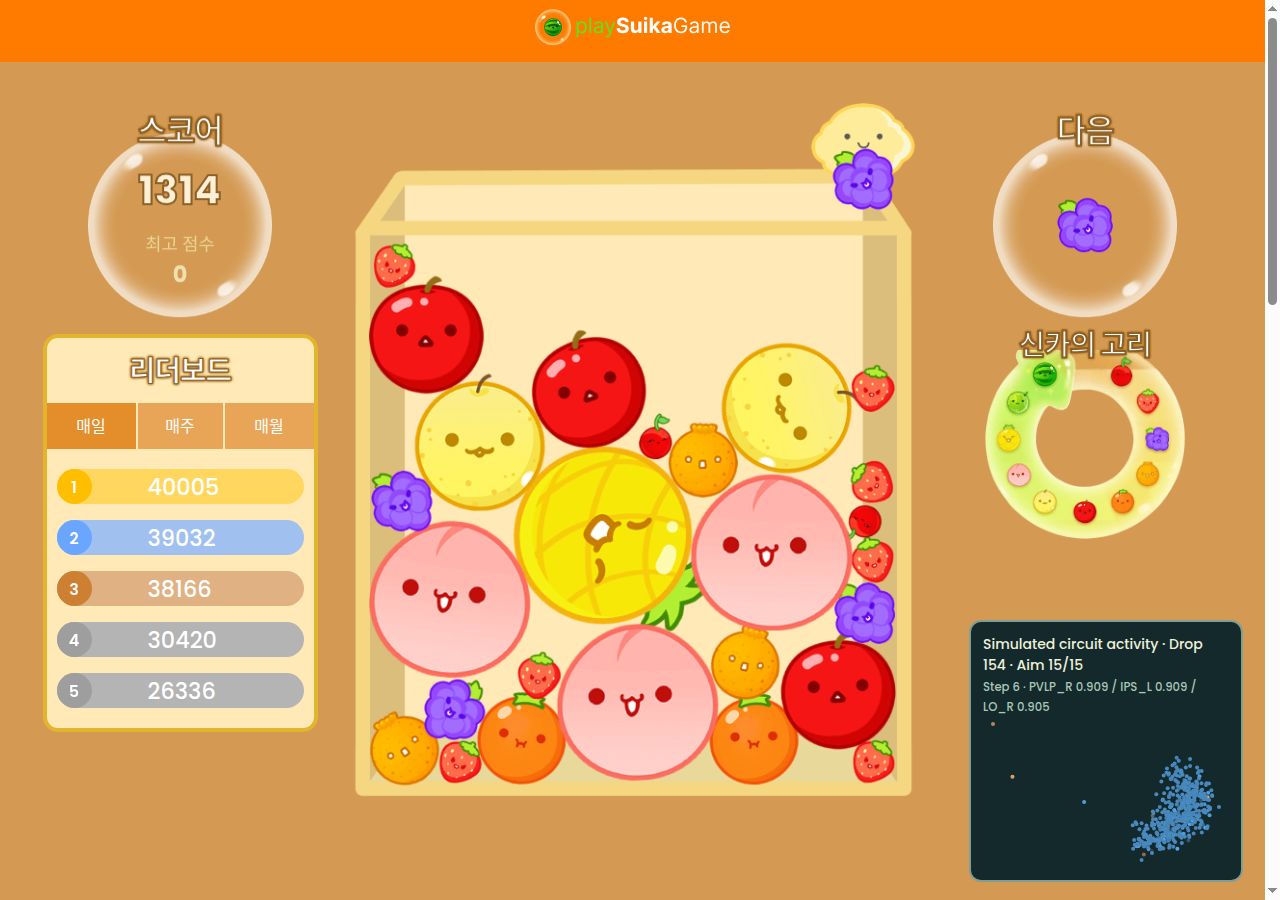 playSuikaGame
스코어
1314
최고 점수
0
리더보드
매일 매주 매월
1 40005
2 39032
3 38166
4 30420
5 26336
다음
신카의 고리
Simulated circuit activity · Drop
154 · Aim 15/15
Step 6 · PVLP_R 0.909 / IPS_L 0.909 /
LO_R 0.905